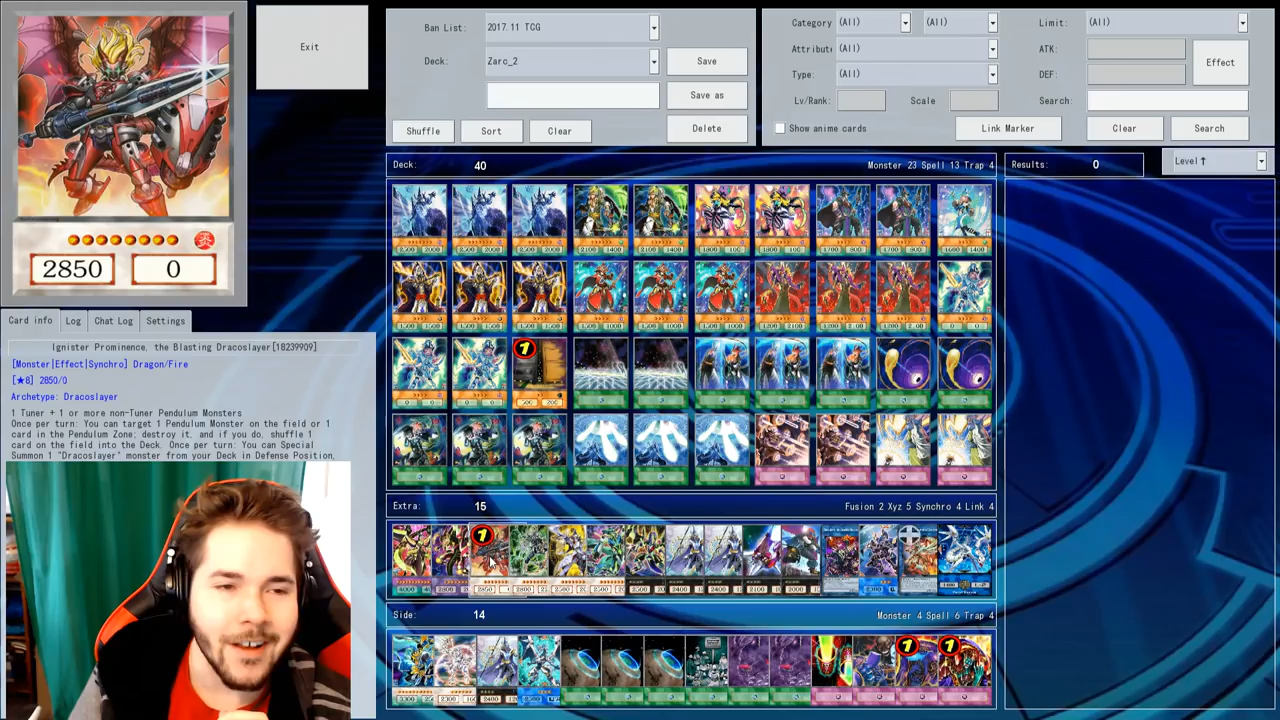 Exit
Ban List: 2017.11 TCG
Deck: Zarc_2 Save
Save as
Shuffle Sort Clear Delete
Category (All) (All) Limit: (All)
Attribute (All) ATK:
Type: (All) DEF: Effect
Lv/Rank: Scale Search:
Show anime cards Link Marker Clear Search
Deck: 40 Monster 23 Spell 13 Trap 4
Results: 0 Level↑
2850 0
Card info Log Chat Log Settings
Ignister Prominence, the Blasting Dracoslayer[18239909]
[Monster|Effect|Synchro] Dragon/Fire
[★8] 2850/0
Archetype: Dracoslayer
1 Tuner + 1 or more non-Tuner Pendulum Monsters
Once per turn: You can target 1 Pendulum Monster on the field or 1
card in the Pendulum Zone; destroy it, and if you do, shuffle 1
card on the field into the Deck. Once per turn: You can Special
Summon 1 "Dracoslayer" monster from your Deck in Defense Position,
Extra: 15 Fusion 2 Xyz 5 Synchro 4 Link 4
Side: 14 Monster 4 Spell 6 Trap 4